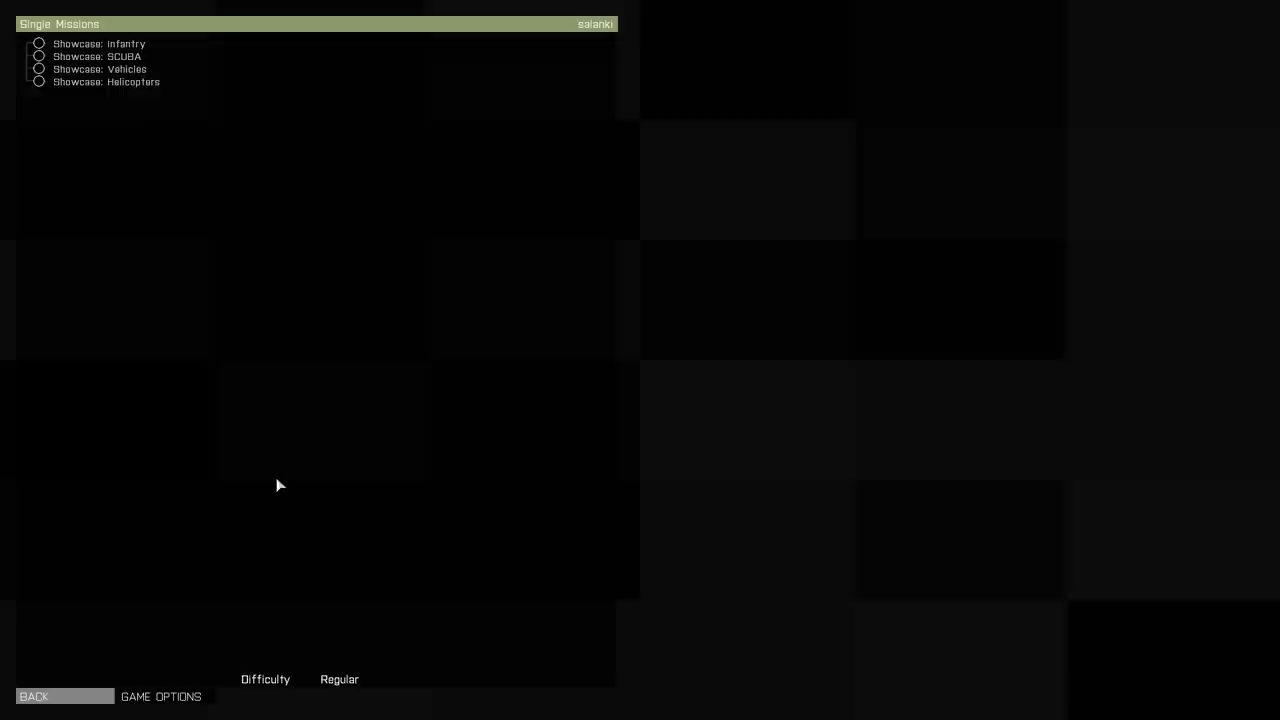 Single Missions salanki
Showcase: Infantry
Showcase: SCUBA
Showcase: Vehicles
Showcase: Helicopters
Difficulty Regular
BACK GAME OPTIONS